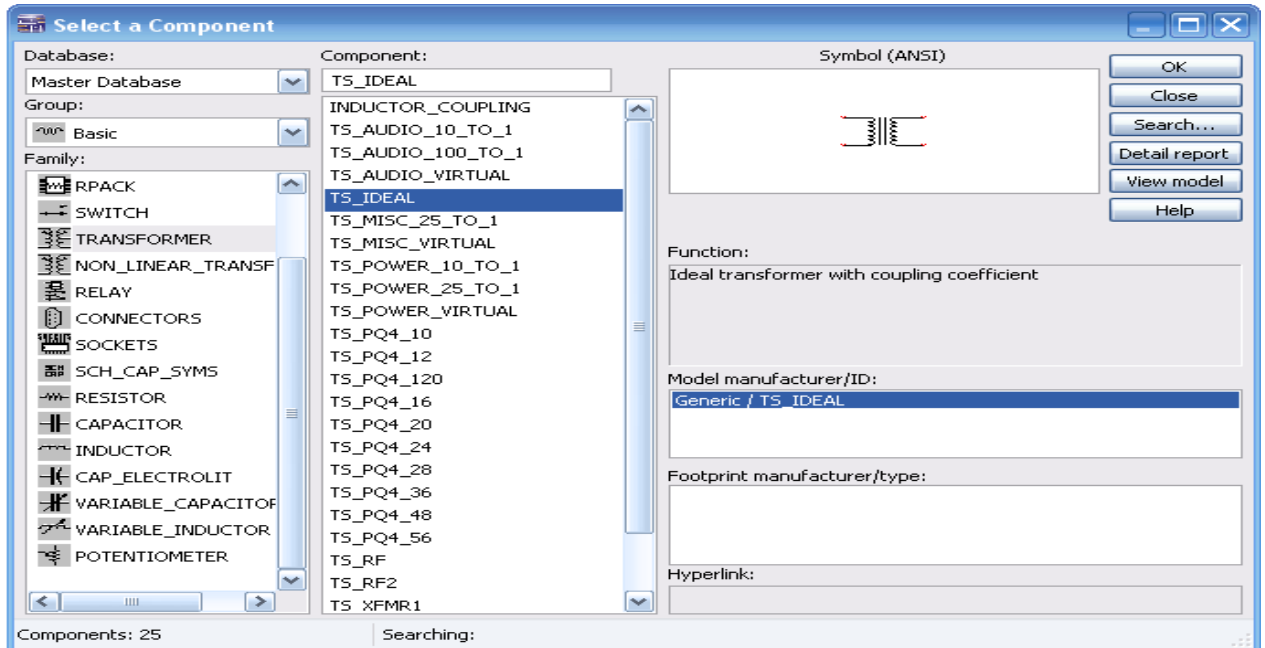 Select a Component
Database:
Master Database
Group:
Basic
Family:
RPACK
SWITCH
TRANSFORMER
NON_LINEAR_TRANSF
RELAY
CONNECTORS
SOCKETS
SCH_CAP_SYMS
RESISTOR
CAPACITOR
INDUCTOR
CAP_ELECTROLIT
VARIABLE_CAPACITOR
VARIABLE_INDUCTOR
POTENTIOMETER
Component:
TS_IDEAL
INDUCTOR_COUPLING
TS_AUDIO_10_TO_1
TS_AUDIO_100_TO_1
TS_AUDIO_VIRTUAL
TS_IDEAL
TS_MISC_25_TO_1
TS_MISC_VIRTUAL
TS_POWER_10_TO_1
TS_POWER_25_TO_1
TS_POWER_VIRTUAL
TS_PQ4_10
TS_PQ4_12
TS_PQ4_120
TS_PQ4_16
TS_PQ4_20
TS_PQ4_24
TS_PQ4_28
TS_PQ4_36
TS_PQ4_48
TS_PQ4_56
TS_RF
TS_RF2
TS_XFMR1
Symbol (ANSI)
OK
Close
Search...
Detail report
View model
Help
Function:
Ideal transformer with coupling coefficient
Model manufacturer/ID:
Generic / TS_IDEAL
Footprint manufacturer/type:
Hyperlink:
Components: 25
Searching: